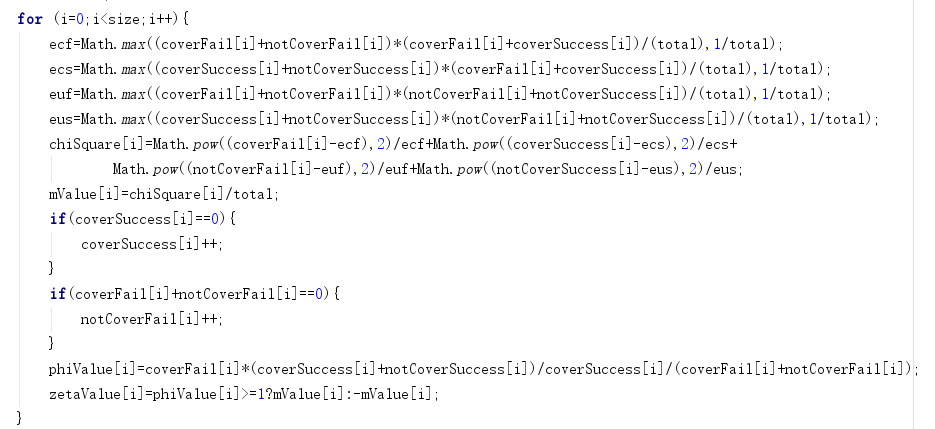 for (i=0;i<size;i++){
ecf=Math.max((coverFail[i]+notCoverFail[i])*(coverFail[i]+coverSuccess[i])/(total),1/total);
ecs=Math.max((coverSuccess[i]+notCoverSuccess[i])*(coverFail[i]+coverSuccess[i])/(total),1/total);
euf=Math.max((coverFail[i]+notCoverFail[i])*(notCoverFail[i]+notCoverSuccess[i])/(total),1/total);
eus=Math.max((coverSuccess[i]+notCoverSuccess[i])*(notCoverFail[i]+notCoverSuccess[i])/(total),1/total);
chiSquare[i]=Math.pow((coverFail[i]-ecf),2)/ecf+Math.pow((coverSuccess[i]-ecs),2)/ecs+
Math.pow((notCoverFail[i]-euf),2)/euf+Math.pow((notCoverSuccess[i]-eus),2)/eus;
mValue[i]=chiSquare[i]/total;
if(coverSuccess[i]==0){
coverSuccess[i]++;
}
if(coverFail[i]+notCoverFail[i]==0){
notCoverFail[i]++;
}
phiValue[i]=coverFail[i]*(coverSuccess[i]+notCoverSuccess[i])/coverSuccess[i]/(coverFail[i]+notCoverFail[i]);
zetaValue[i]=phiValue[i]>=1?mValue[i]:-mValue[i];
}